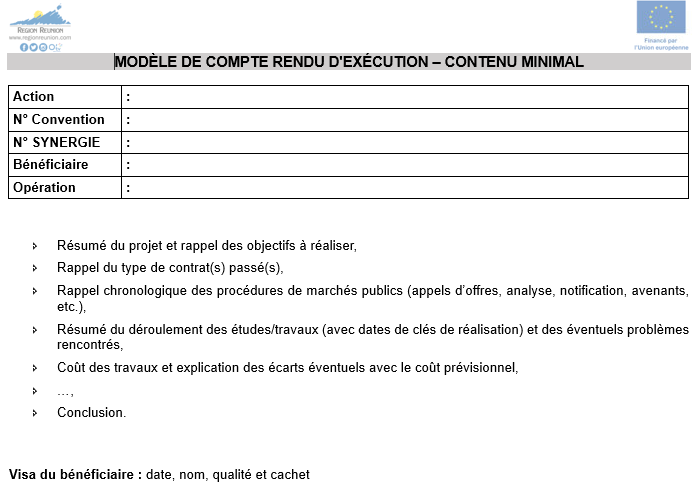 REGION REUNION
www.regionreunion.com
Financé par
l'Union européenne
MODÈLE DE COMPTE RENDU D'EXÉCUTION – CONTENU MINIMAL
Action :
N° Convention :
N° SYNERGIE :
Bénéficiaire :
Opération :
Résumé du projet et rappel des objectifs à réaliser,
Rappel du type de contrat(s) passé(s),
Rappel chronologique des procédures de marchés publics (appels d’offres, analyse, notification, avenants,
etc.),
Résumé du déroulement des études/travaux (avec dates de clés de réalisation) et des éventuels problèmes
rencontrés,
Coût des travaux et explication des écarts éventuels avec le coût prévisionnel,
…,
Conclusion.
Visa du bénéficiaire : date, nom, qualité et cachet